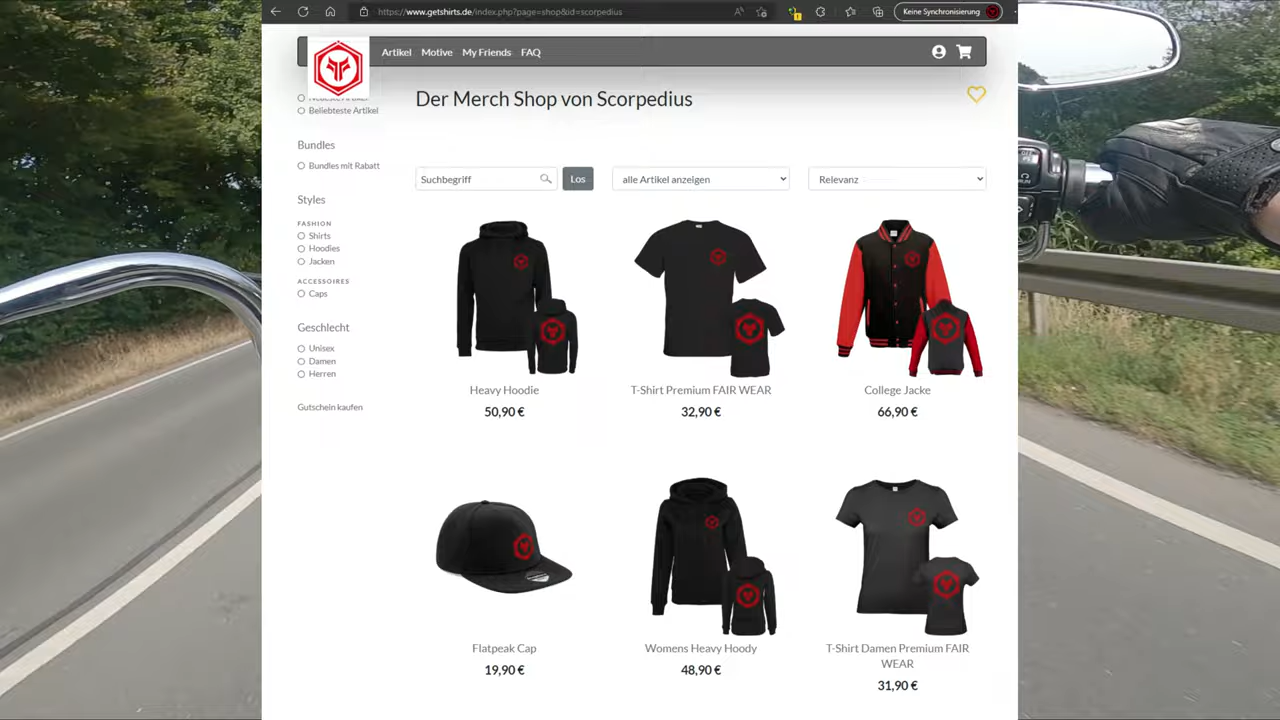 https://www.getshirts.de/index.php?page=shop&id=scorpedius
Keine Synchronisierung
Artikel Motive My Friends FAQ
Neueste Artikel
Beliebteste Artikel
Bundles
Bundles mit Rabatt
Styles
FASHION
Shirts
Hoodies
Jacken
ACCESSOIRES
Caps
Geschlecht
Unisex
Damen
Herren
Gutschein kaufen
Der Merch Shop von Scorpedius
Suchbegriff Los alle Artikel anzeigen Relevanz
Heavy Hoodie
50,90 €
T-Shirt Premium FAIR WEAR
32,90 €
College Jacke
66,90 €
Flatpeak Cap
19,90 €
Womens Heavy Hoody
48,90 €
T-Shirt Damen Premium FAIR
WEAR
31,90 €
OFF
RUN